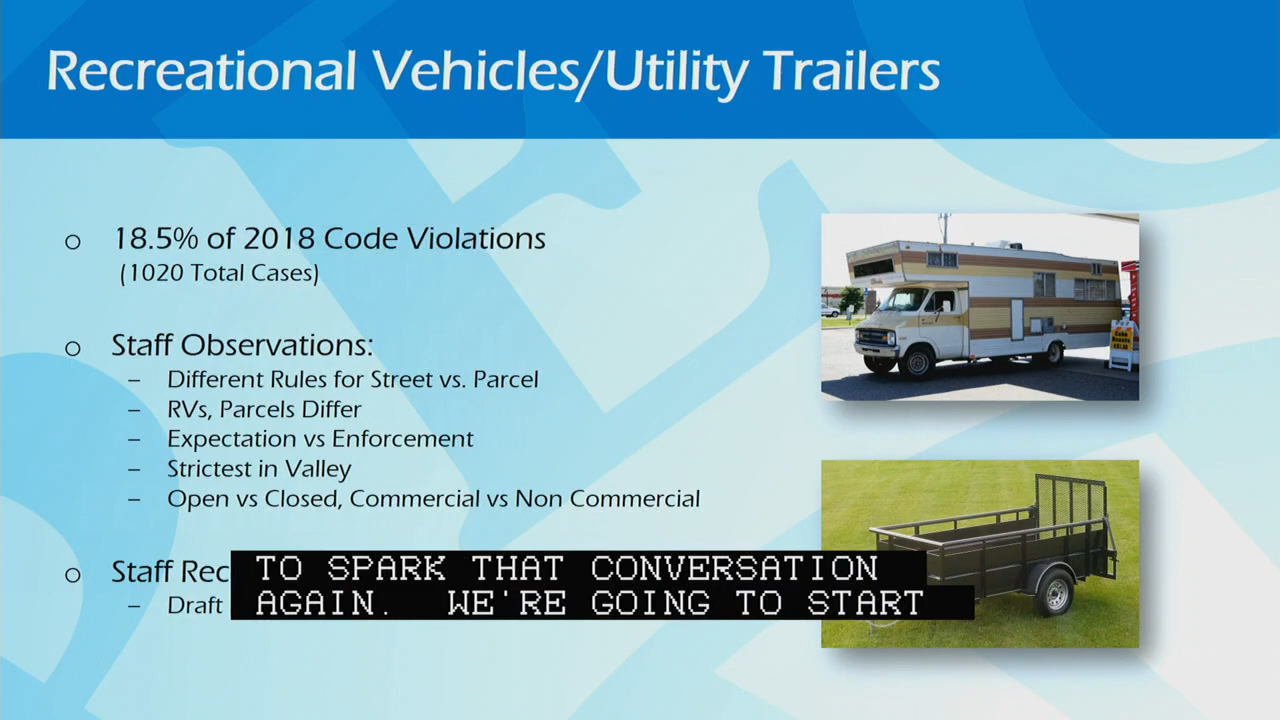 Recreational Vehicles/Utility Trailers
o 18.5% of 2018 Code Violations
(1020 Total Cases)
o Staff Observations:
– Different Rules for Street vs. Parcel
– RVs, Parcels Differ
– Expectation vs Enforcement
– Strictest in Valley
– Open vs Closed, Commercial vs Non Commercial
o Staff Rec
– Draft
TO SPARK THAT CONVERSATION
AGAIN. WE'RE GOING TO START